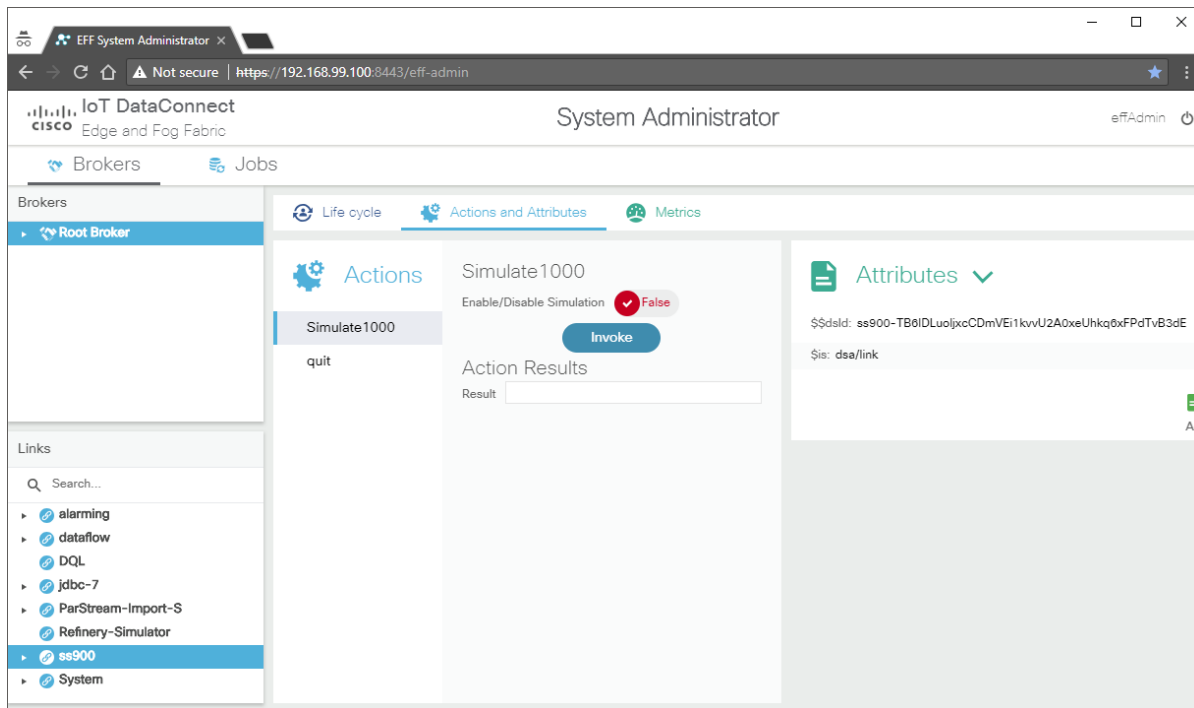 EFF System Administrator
Not secure | https://192.168.99.100:8443/eff-admin
cisco IoT DataConnect
Edge and Fog Fabric
System Administrator
effAdmin
Brokers Jobs
Brokers
Root Broker
Life cycle Actions and Attributes Metrics
Actions
Simulate1000
quit
Simulate1000
Enable/Disable Simulation False
Invoke
Action Results
Result
Attributes
$$dsId: ss900-TB6IDLuoljxcCDmVEi1kvvU2A0xeUhkq6xFPdTvB3dE
$is: dsa/link
A
Links
Search...
alarming
dataflow
DQL
jdbc-7
ParStream-Import-S
Refinery-Simulator
ss900
System